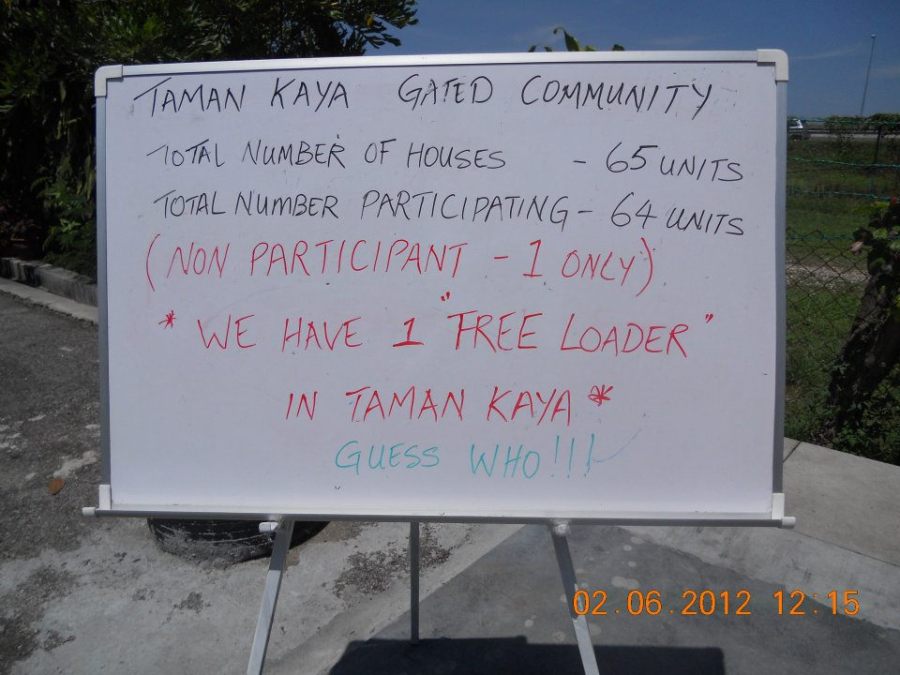 TAMAN KAYA GATED COMMUNITY
TOTAL NUMBER OF HOUSES - 65 UNITS
TOTAL NUMBER PARTICIPATING - 64 UNITS
(NON PARTICIPANT - 1 ONLY)
* WE HAVE 1 "FREE LOADER"
IN TAMAN KAYA *
GUESS WHO!!!
02.06.2012 12:15